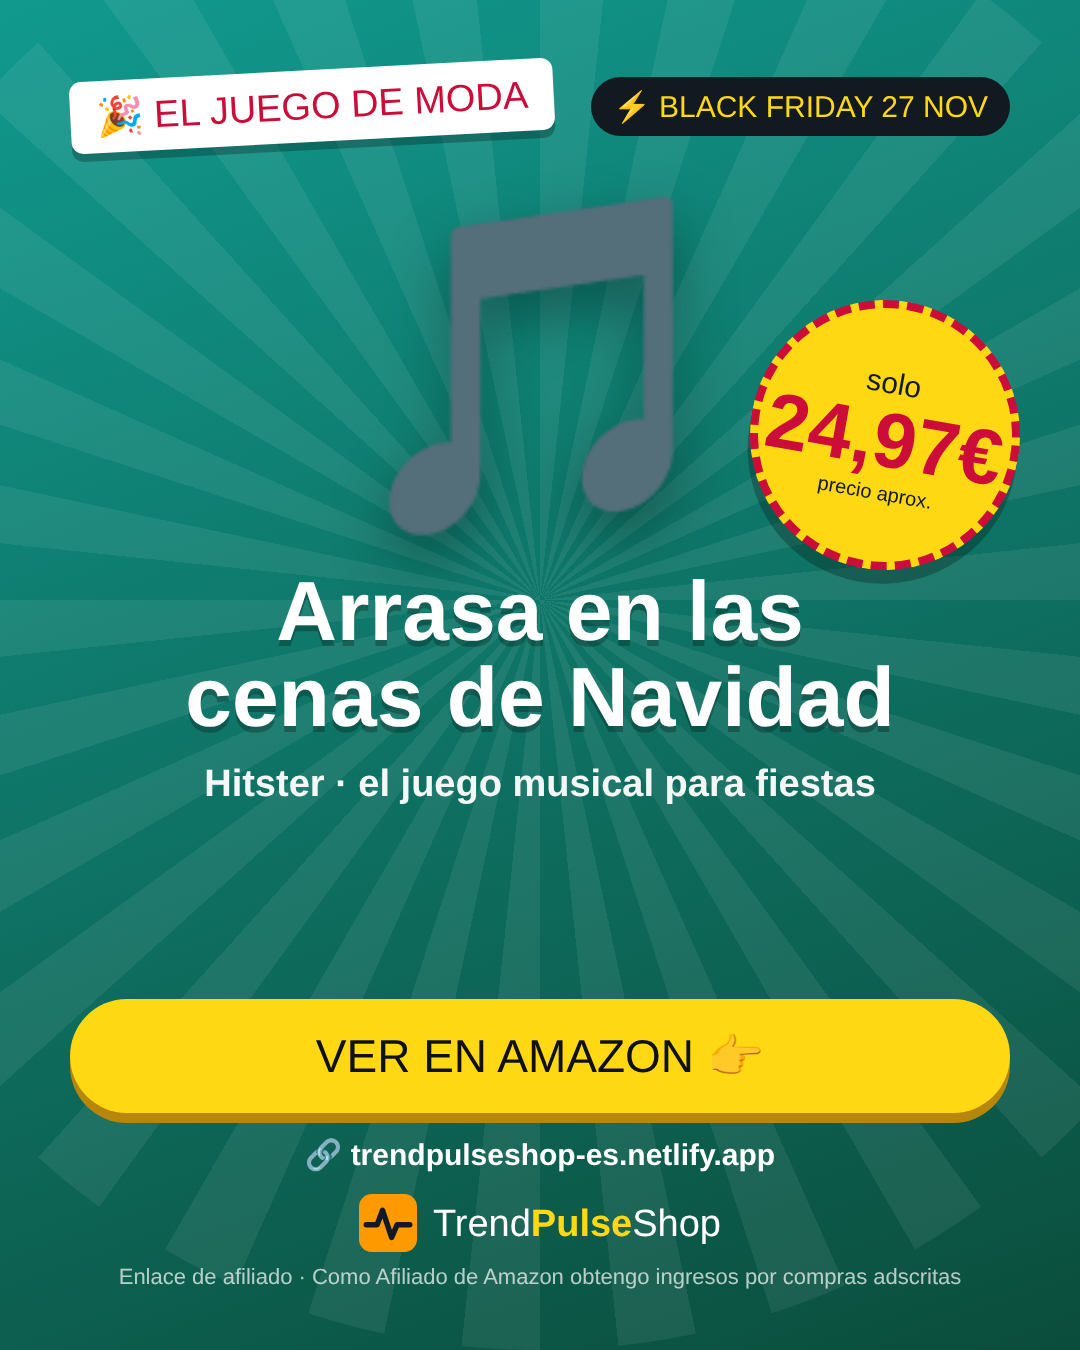 🎉 EL JUEGO DE MODA
⚡ BLACK FRIDAY 27 NOV
solo
24,97€
precio aprox.
Arrasa en las
cenas de Navidad
Hitster · el juego musical para fiestas
VER EN AMAZON 👉
🔗 trendpulseshop-es.netlify.app
TrendPulseShop
Enlace de afiliado · Como Afiliado de Amazon obtengo ingresos por compras adscritas